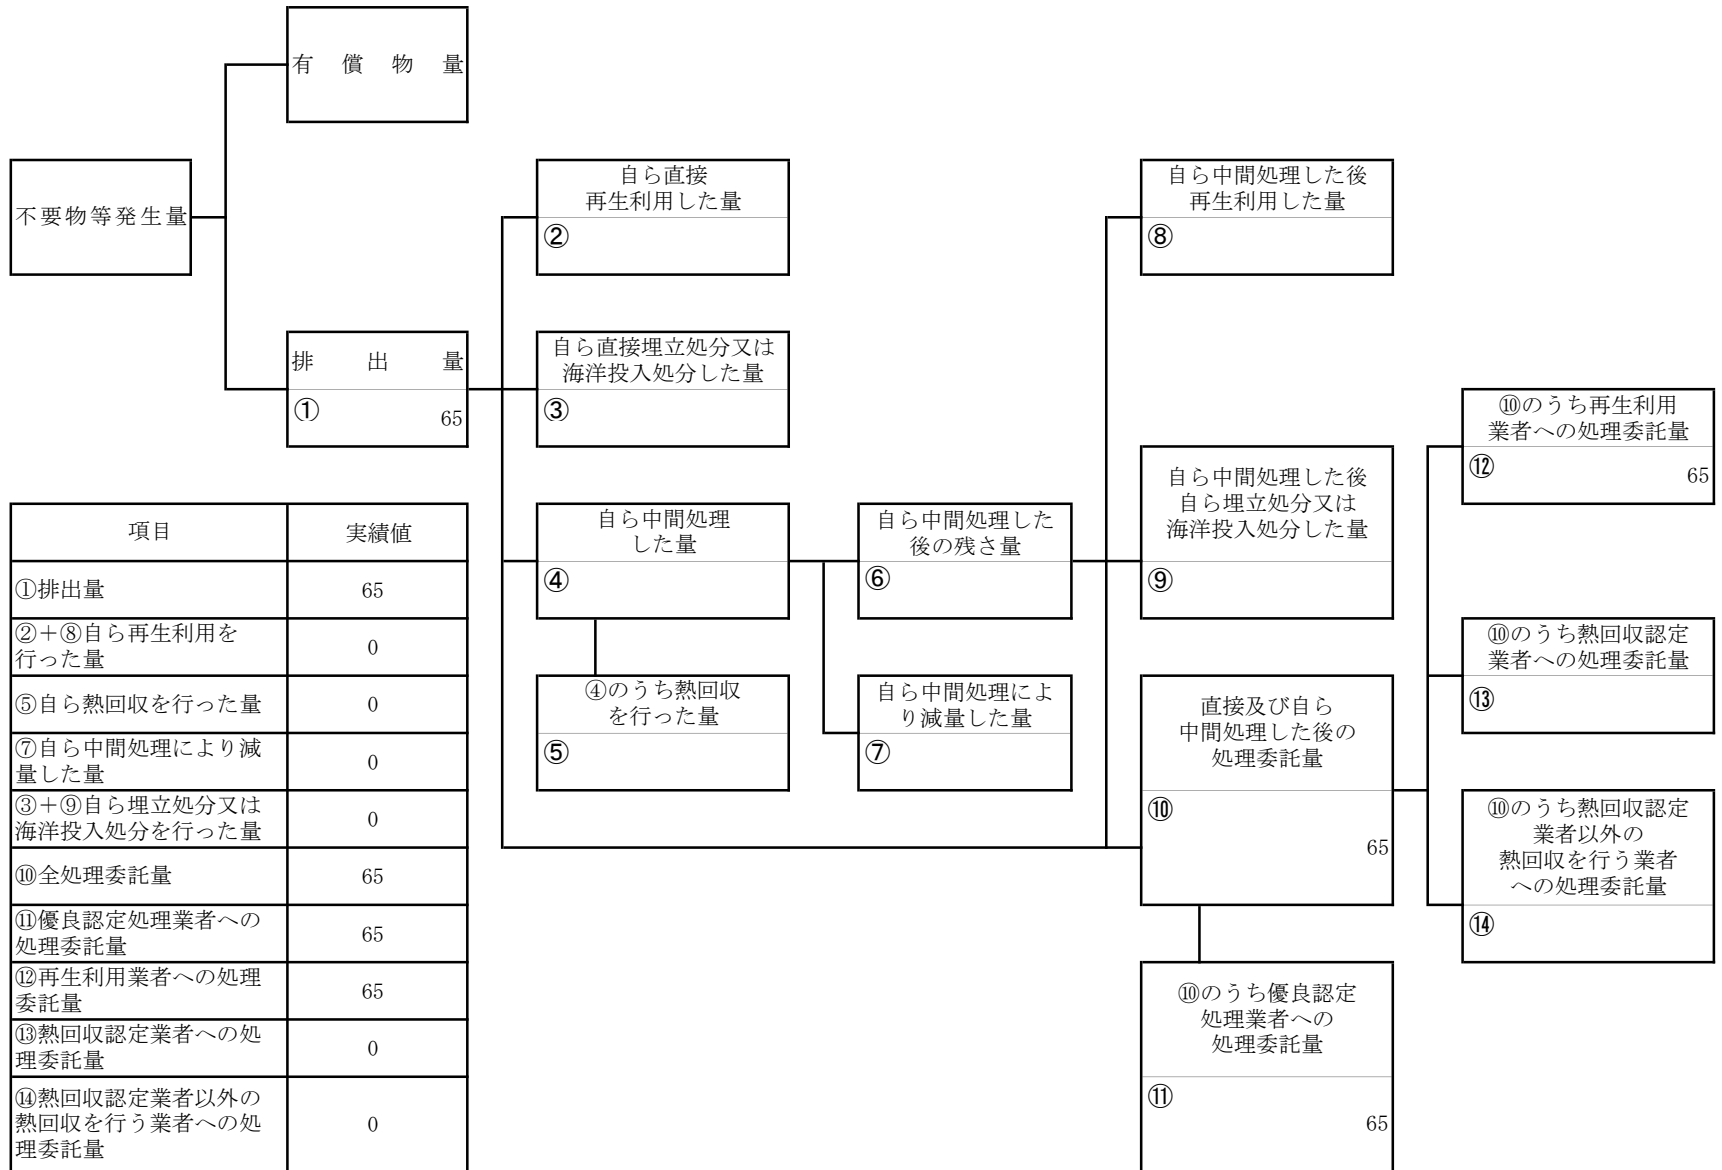 有償物量
不要物等発生量
排出量
①
65
自ら直接
再生利用した量
②
自ら直接埋立処分又は
海洋投入処分した量
③
自ら中間処理
した量
④
④のうち熱回収
を行った量
⑤
自ら中間処理した
後の残さ量
⑥
自ら中間処理によ
り減量した量
⑦
自ら中間処理した後
再生利用した量
⑧
自ら中間処理した後
自ら埋立処分又は
海洋投入処分した量
⑨
直接及び自ら
中間処理した後の
処理委託量
⑩
65
⑩のうち優良認定
処理業者への
処理委託量
⑪
65
⑩のうち再生利用
業者への処理委託量
⑫
65
⑩のうち熱回収認定
業者への処理委託量
⑬
⑩のうち熱回収認定
業者以外の
熱回収を行う業者
への処理委託量
⑭
項目 実績値
①排出量 65
②+⑧自ら再生利用を
行った量 0
⑤自ら熱回収を行った量 0
⑦自ら中間処理により減
量した量 0
③+⑨自ら埋立処分又は
海洋投入処分を行った量 0
⑩全処理委託量 65
⑪優良認定処理業者への
処理委託量 65
⑫再生利用業者への処理
委託量 65
⑬熱回収認定業者への処
理委託量 0
⑭熱回収認定業者以外の
熱回収を行う業者への処
理委託量 0